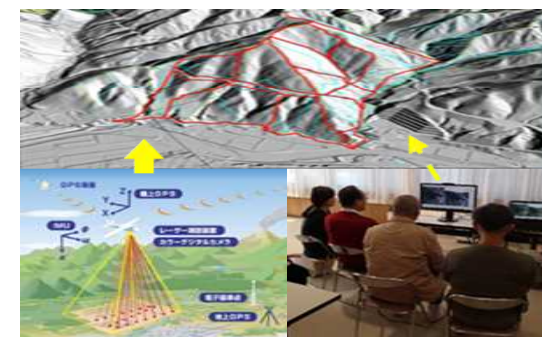 GPS衛星
Z
機上GPS
Y
X
IMU
レーザー測距装置
カラーデジタルカメラ
電子基準点
地上GPS